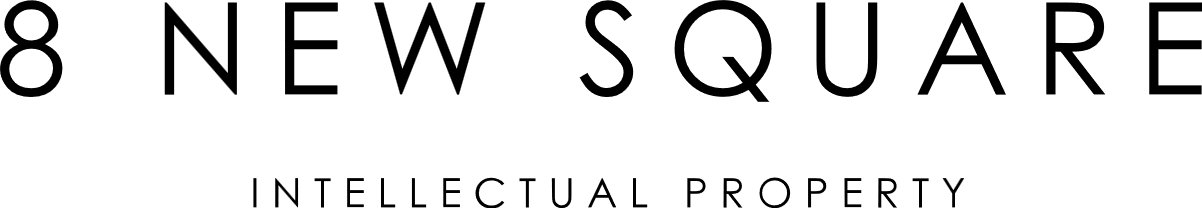 8 NEW SQUARE
INTELLECTUAL PROPERTY